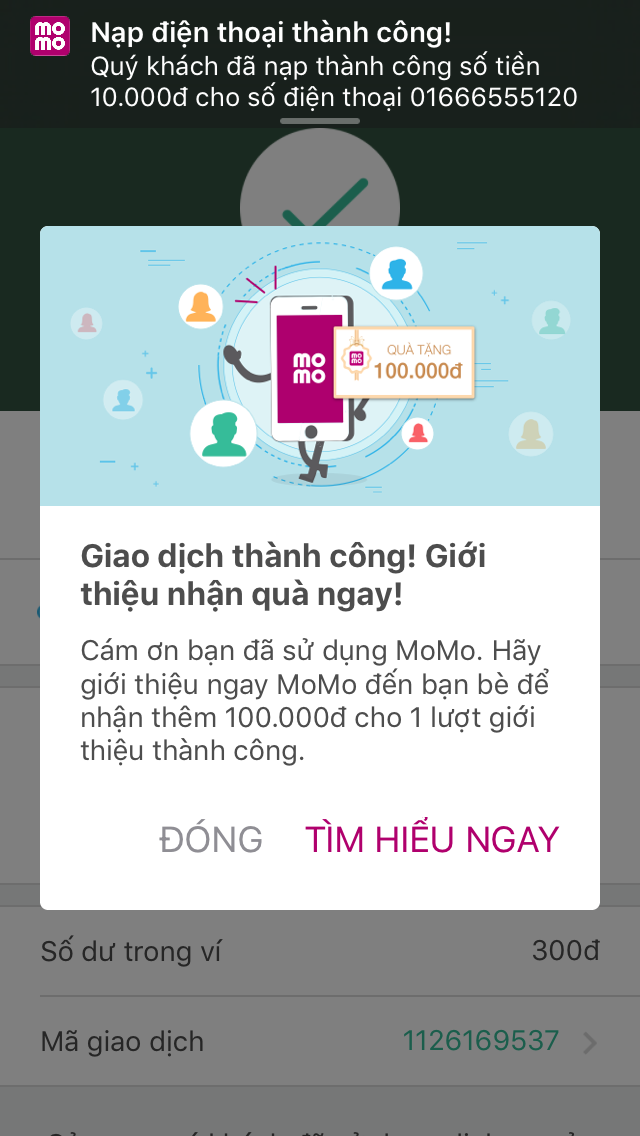 mo
mo
Nạp điện thoại thành công!
Quý khách đã nạp thành công số tiền
10.000đ cho số điện thoại 01666555120
mo
mo
mo
mo
QUÀ TẶNG
100.000đ
Giao dịch thành công! Giới
thiệu nhận quà ngay!
Cám ơn bạn đã sử dụng MoMo. Hãy
giới thiệu ngay MoMo đến bạn bè để
nhận thêm 100.000đ cho 1 lượt giới
thiệu thành công.
ĐÓNG TÌM HIỂU NGAY
Số dư trong ví 300đ
Mã giao dịch 1126169537